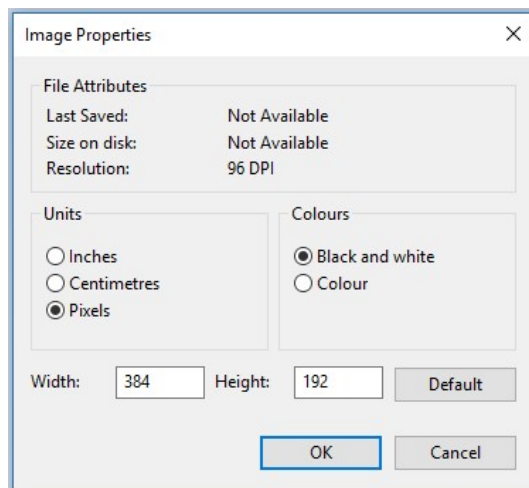 Image Properties
File Attributes
Last Saved: Not Available
Size on disk: Not Available
Resolution: 96 DPI
Units
Inches
Centimetres
Pixels
Colours
Black and white
Colour
Width: 384 Height: 192 Default
OK Cancel